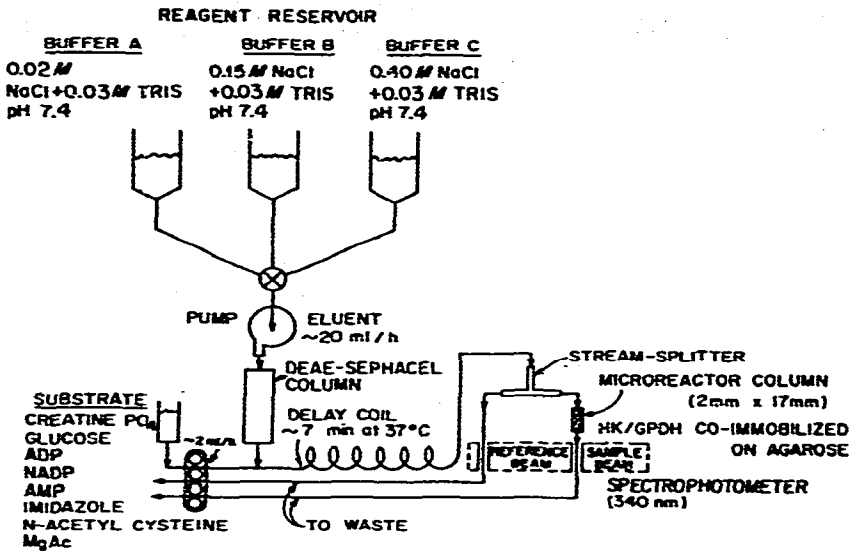 REAGENT RESERVOIR
BUFFER A
0.02 M
NaCl+0.03 M TRIS
pH 7.4
BUFFER B
0.15 M NaCl
+0.03 M TRIS
pH 7.4
BUFFER C
0.40 M NaCl
+0.03 M TRIS
pH 7.4
PUMP
ELUENT
~20 ml/h
DEAE-SEPHACEL
COLUMN
STREAM-SPLITTER
MICROREACTOR COLUMN
(2mm x 17mm)
HK/GPDH CO-IMMOBILIZED
ON AGAROSE
SUBSTRATE
CREATINE PO4
GLUCOSE
ADP
NADP
AMP
IMIDAZOLE
N-ACETYL CYSTEINE
MgAc
DELAY COIL
~7 min at 37°C
REFERENCE
BEAM
SAMPLE
BEAM
SPECTROPHOTOMETER
(340 nm)
TO WASTE